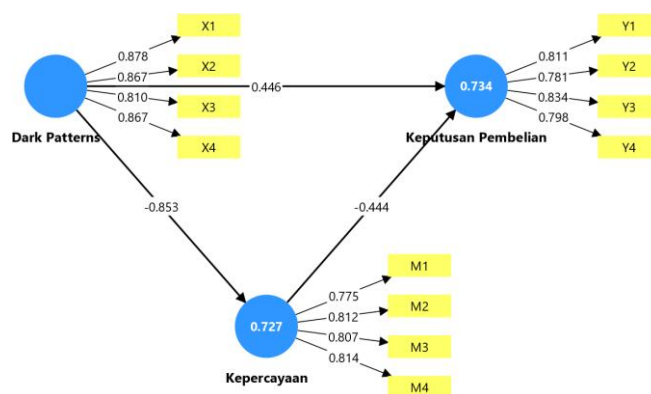 X1
0.878
X2
0.867
0.810
X3
0.867
X4
Dark Patterns
0.446
Y1
0.811
Y2
0.781
0.734
0.834
Y3
0.798
Y4
Keputusan Pembelian
-0.853
-0.444
M1
0.775
M2
0.812
0.727
0.807
M3
0.814
M4
Kepercayaan